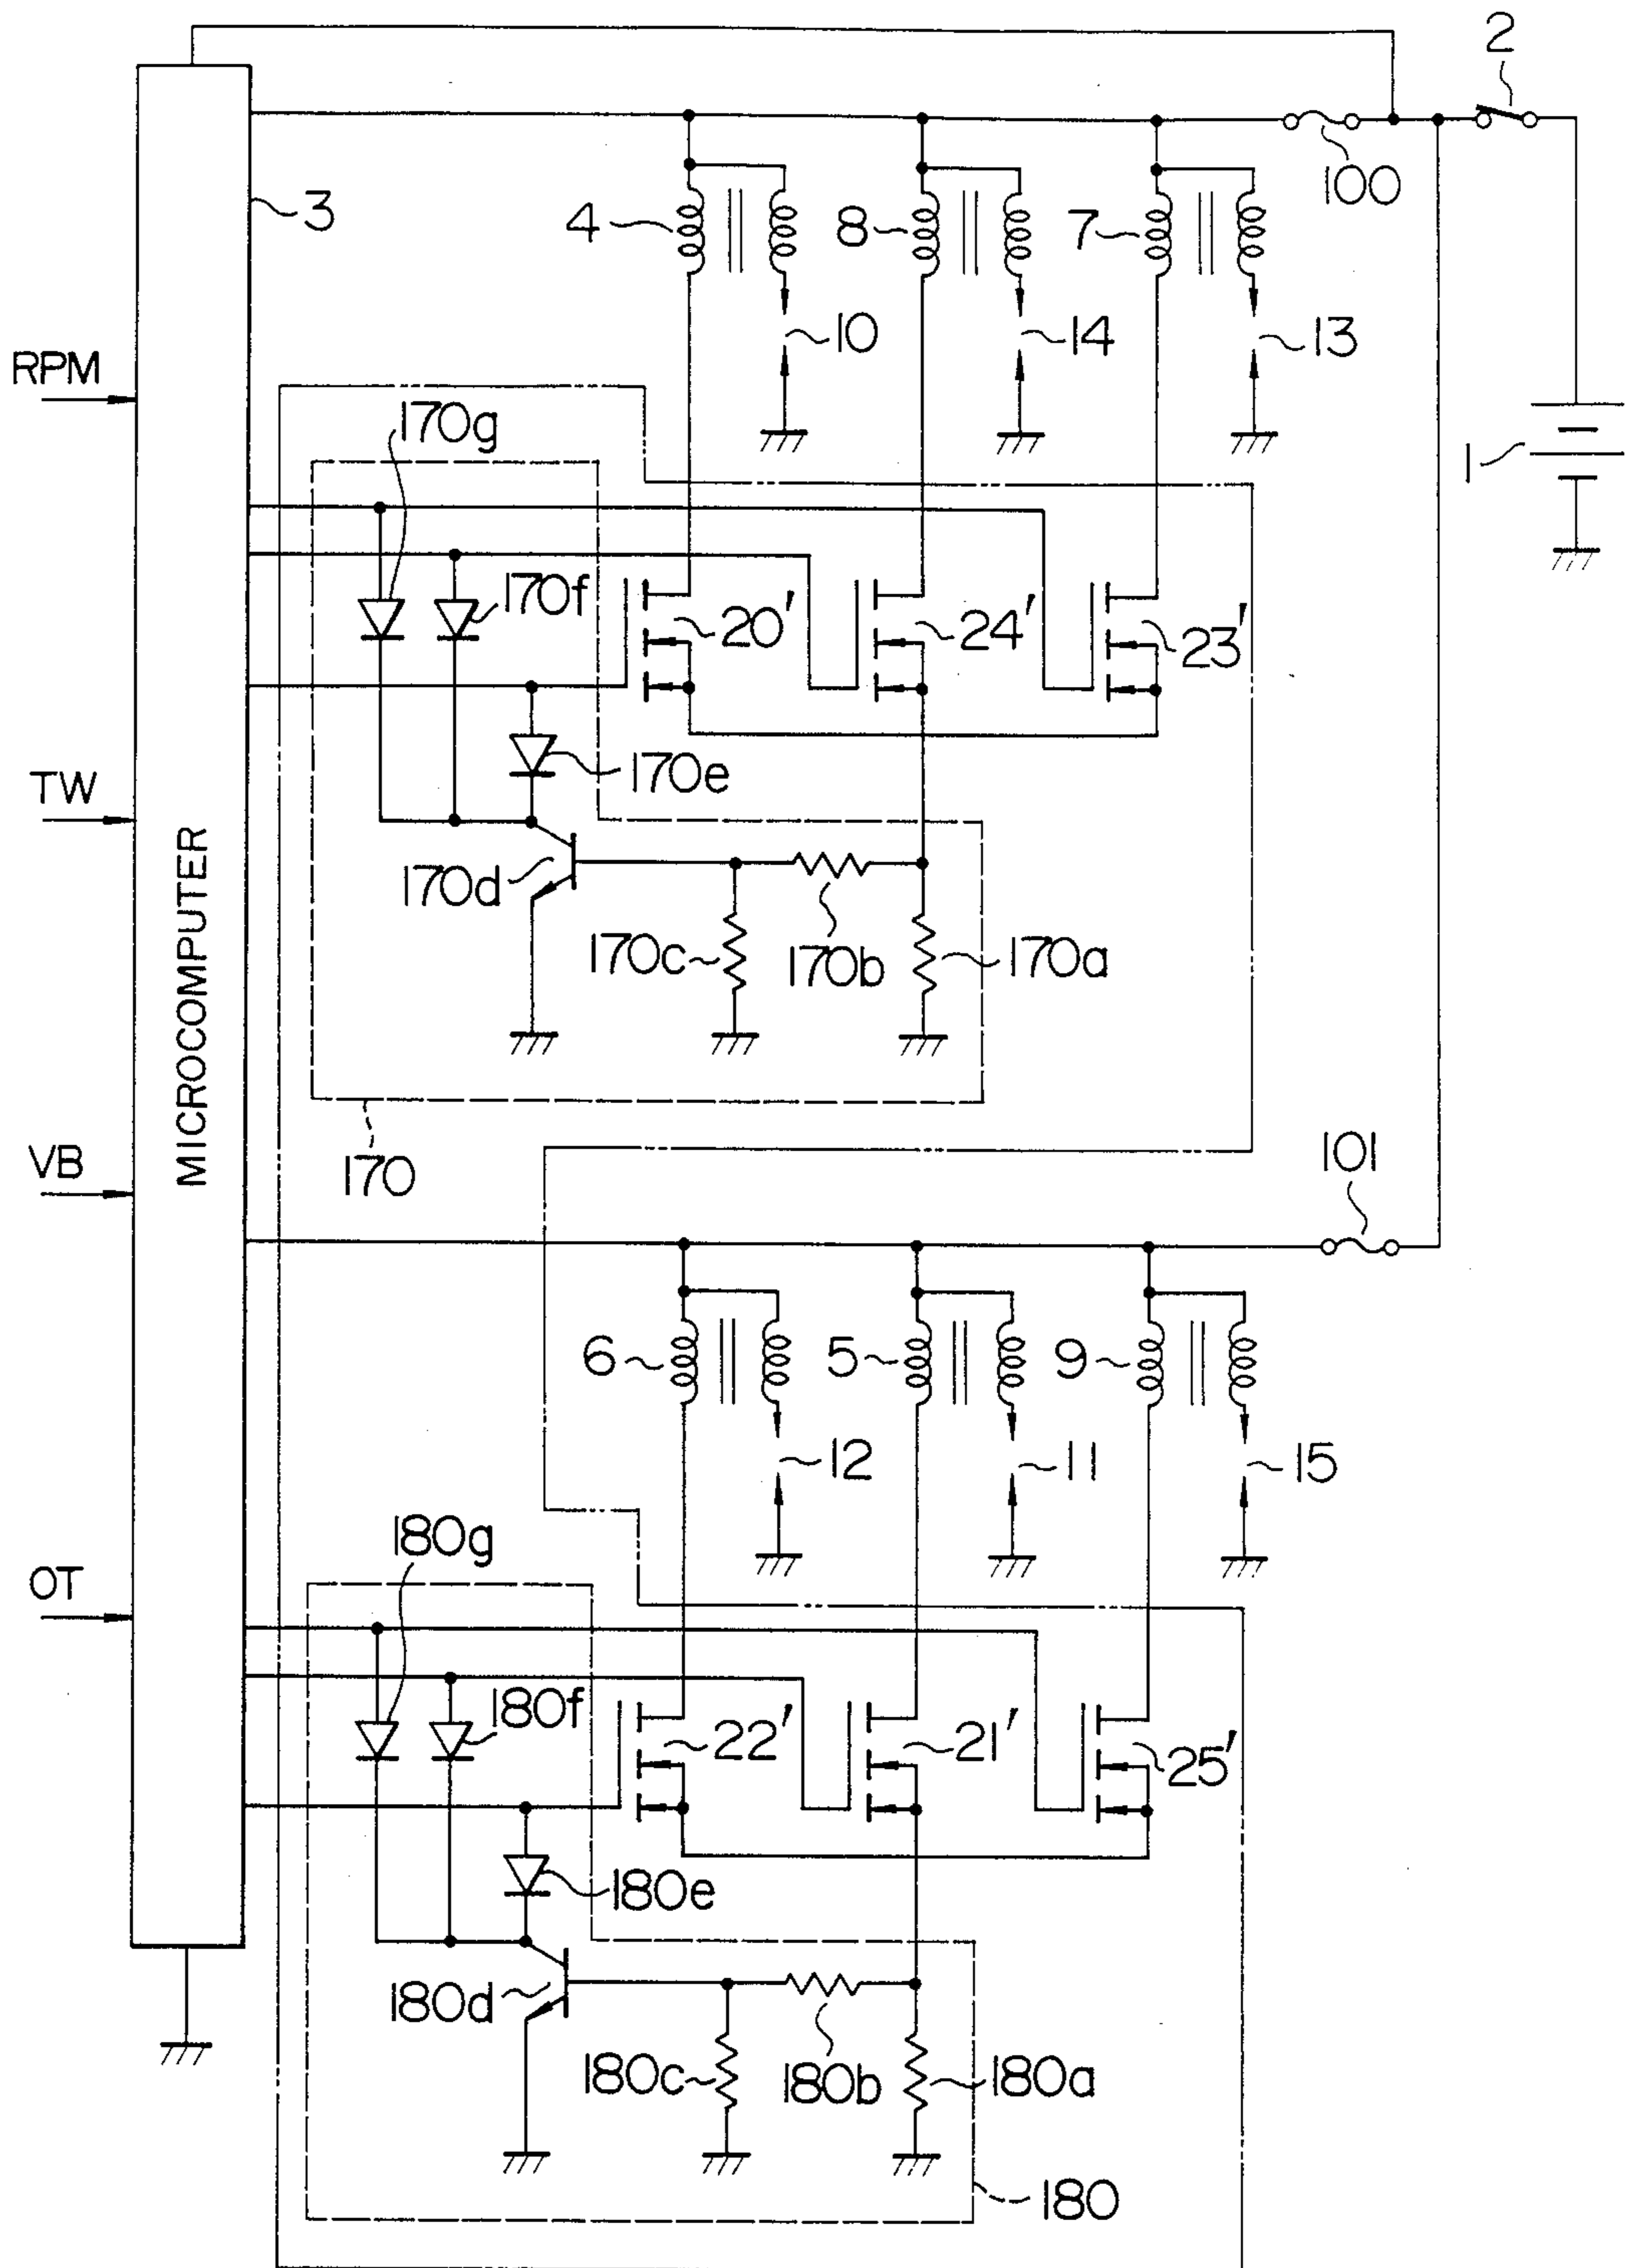 2
100
3
4
8
7
10
14
13
RPM
170g
1
170f
20'
24'
23'
170e
TW
170d
170c
170b
170a
MICROCOMPUTER
VB
170
101
6
5
9
12
11
15
180g
OT
180f
22'
21'
25'
180e
180d
180c
180b
180a
180